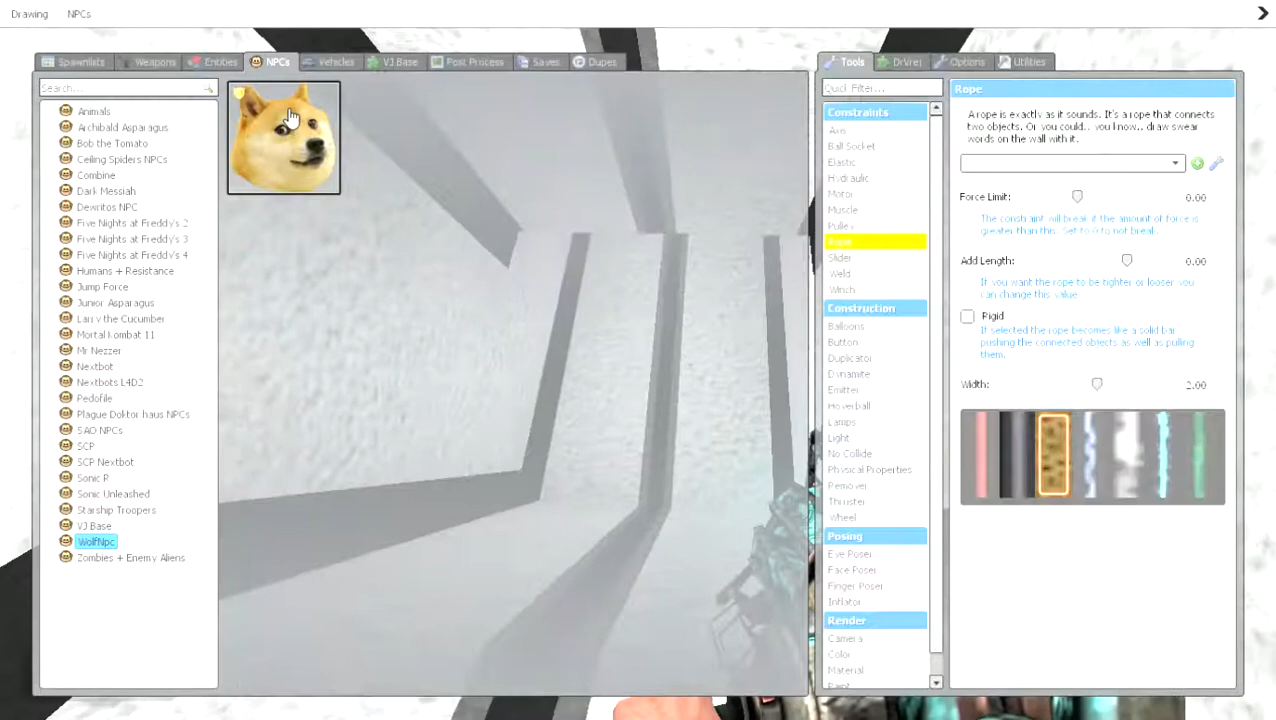 Drawing NPCs
Spawnlists Weapons Entities NPCs Vehicles VJ Base Post Process Saves Dupes
Search...
Animals
Archibald Asparagus
Bob the Tomato
Ceiling Spiders NPCs
Combine
Dark Messiah
Dewritos NPC
Five Nights at Freddy's 2
Five Nights at Freddy's 3
Five Nights at Freddy's 4
Humans + Resistance
Jump Force
Junior Asparagus
Larry the Cucumber
Mortal Kombat 11
Mr Nezzer
Nextbot
Nextbots L4D2
Pedofile
Plague Doktor haus NPCs
SAO NPCs
SCP
SCP Nextbot
Sonic R
Sonic Unleashed
Starship Troopers
VJ Base
WolfNpc
Zombies + Enemy Aliens
Tools DrVrej Options Utilities
Quick Filter...
Constraints
Axis
Ball Socket
Elastic
Hydraulic
Motor
Muscle
Pulley
Rope
Slider
Weld
Winch
Construction
Balloons
Button
Duplicator
Dynamite
Emitter
Hoverball
Lamps
Light
No Collide
Physical Properties
Remover
Thruster
Wheel
Posing
Eye Poser
Face Poser
Finger Poser
Inflator
Render
Camera
Color
Material
Paint
Rope
A rope is exactly as it sounds. It's a rope that connects
two objects. Or you could.. you know.. draw swear
words on the wall with it.
Force Limit: 0.00
The constraint will break if the amount of force is
greater than this. Set to 0 to not break.
Add Length: 0.00
If you want the rope to be tighter or looser you
can change this value
Rigid
If selected the rope becomes like a solid bar
pushing the connected objects as well as pulling
them.
Width: 2.00